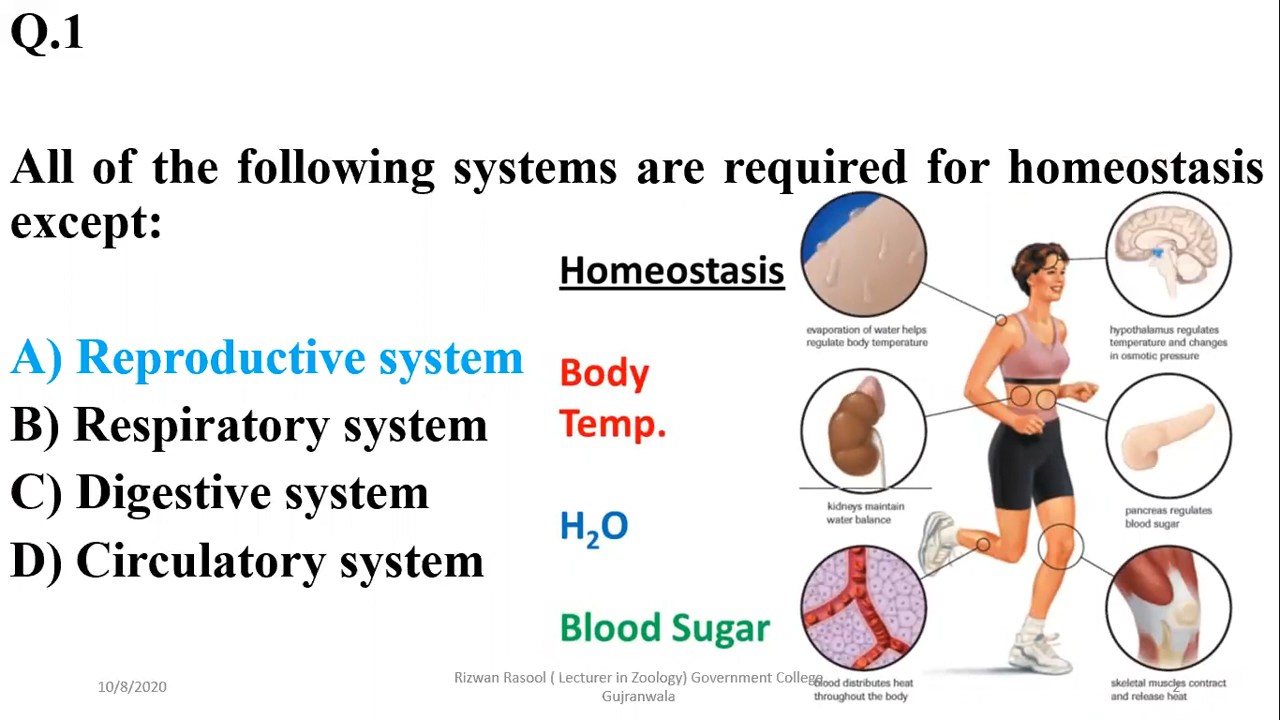 Q.1
All of the following systems are required for homeostasis
except:
A) Reproductive system
B) Respiratory system
C) Digestive system
D) Circulatory system
Homeostasis
Body
Temp.
H₂O
Blood Sugar
evaporation of water helps
regulate body temperature
hypothalamus regulates
temperature and changes
in osmotic pressure
kidneys maintain
water balance
pancreas regulates
blood sugar
blood distributes heat
throughout the body
skeletal muscles contract
and release heat
10/8/2020
Rizwan Rasool ( Lecturer in Zoology) Government College
Gujranwala
2